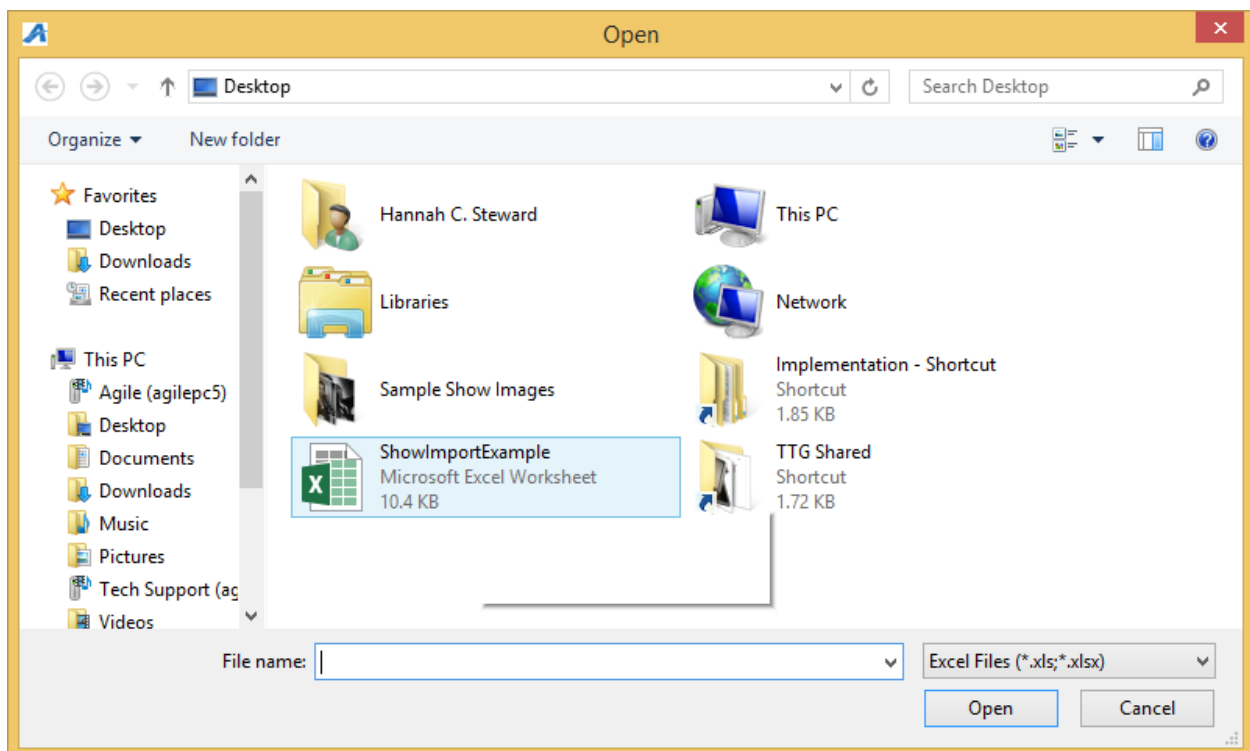 Open
Desktop
Search Desktop
Organize
New folder
Favorites
Desktop
Downloads
Recent places
This PC
Agile (agilepc5)
Desktop
Documents
Downloads
Music
Pictures
Tech Support (ag
Videos
Hannah C. Steward
This PC
Libraries
Network
Sample Show Images
Implementation - Shortcut
Shortcut
1.85 KB
ShowImportExample
Microsoft Excel Worksheet
10.4 KB
TTG Shared
Shortcut
1.72 KB
File name:
Excel Files (*.xls;*.xlsx)
Open
Cancel